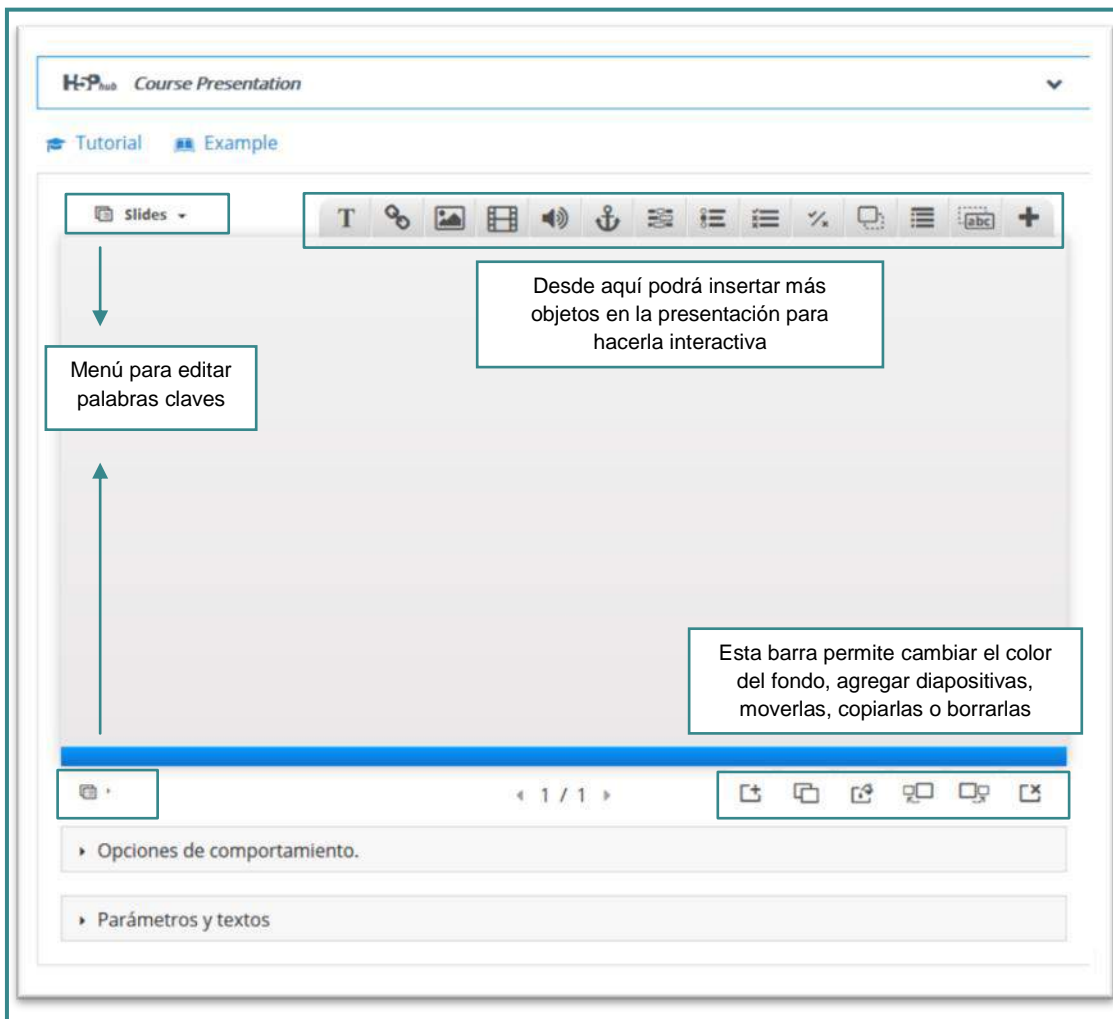 H5Phub Course Presentation
Tutorial Example
Slides
T abc
Desde aquí podrá insertar más
objetos en la presentación para
hacerla interactiva
Menú para editar
palabras claves
Esta barra permite cambiar el color
del fondo, agregar diapositivas,
moverlas, copiarlas o borrarlas
1 / 1
Opciones de comportamiento.
Parámetros y textos